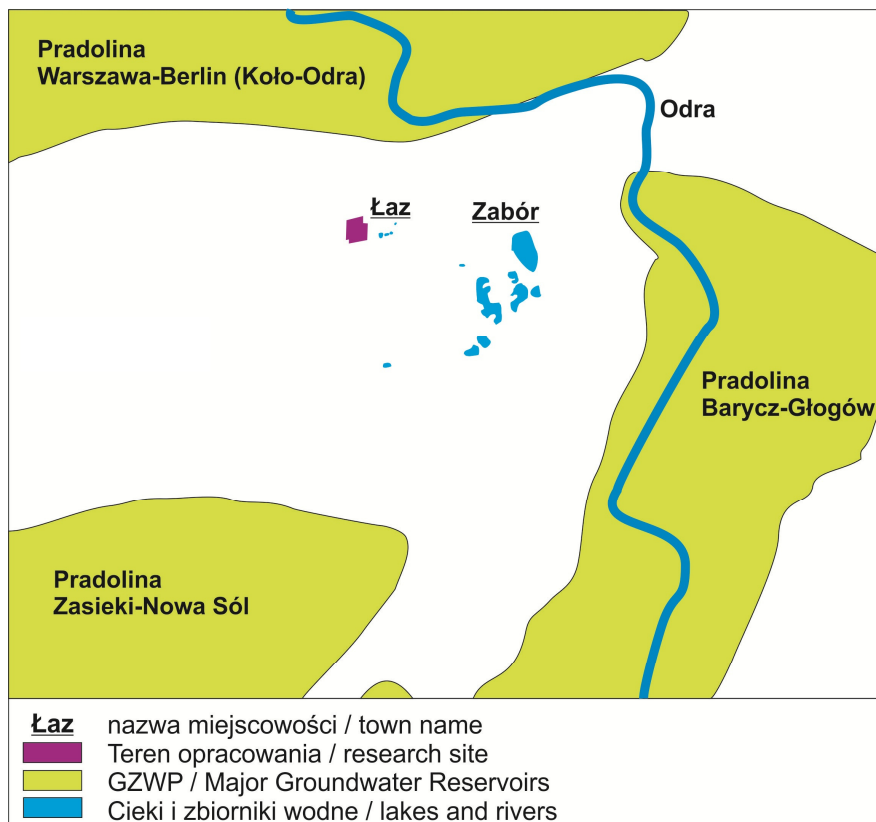 Pradolina
Warszawa-Berlin (Koło-Odra)
Odra
Łaz
Zabór
Pradolina
Barycz-Głogów
Pradolina
Zasieki-Nowa Sól
Łaz nazwa miejscowości / town name
Teren opracowania / research site
GZWP / Major Groundwater Reservoirs
Cieki i zbiorniki wodne / lakes and rivers